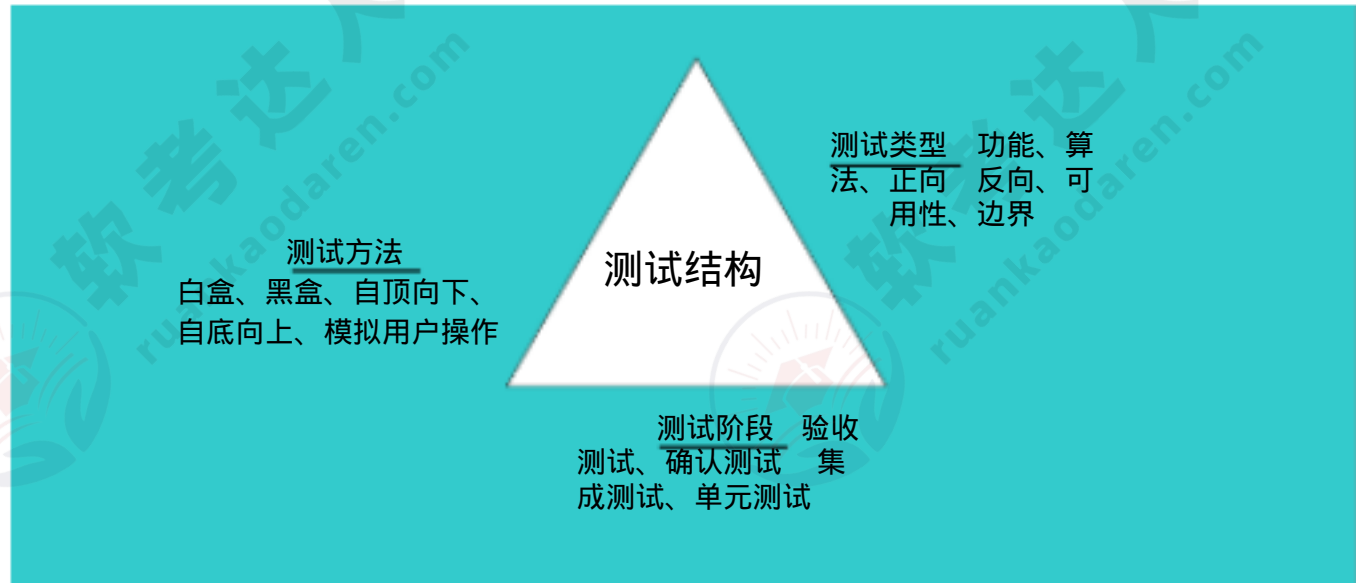 测试类型 功能、算
法、正向 反向、可
用性、边界
测试方法
白盒、黑盒、自顶向下、
自底向上、模拟用户操作
测试结构
测试阶段 验收
测试、确认测试 集
成测试、单元测试
软考达人
ruankaodaren.com
软考达人
ruankaodaren.com